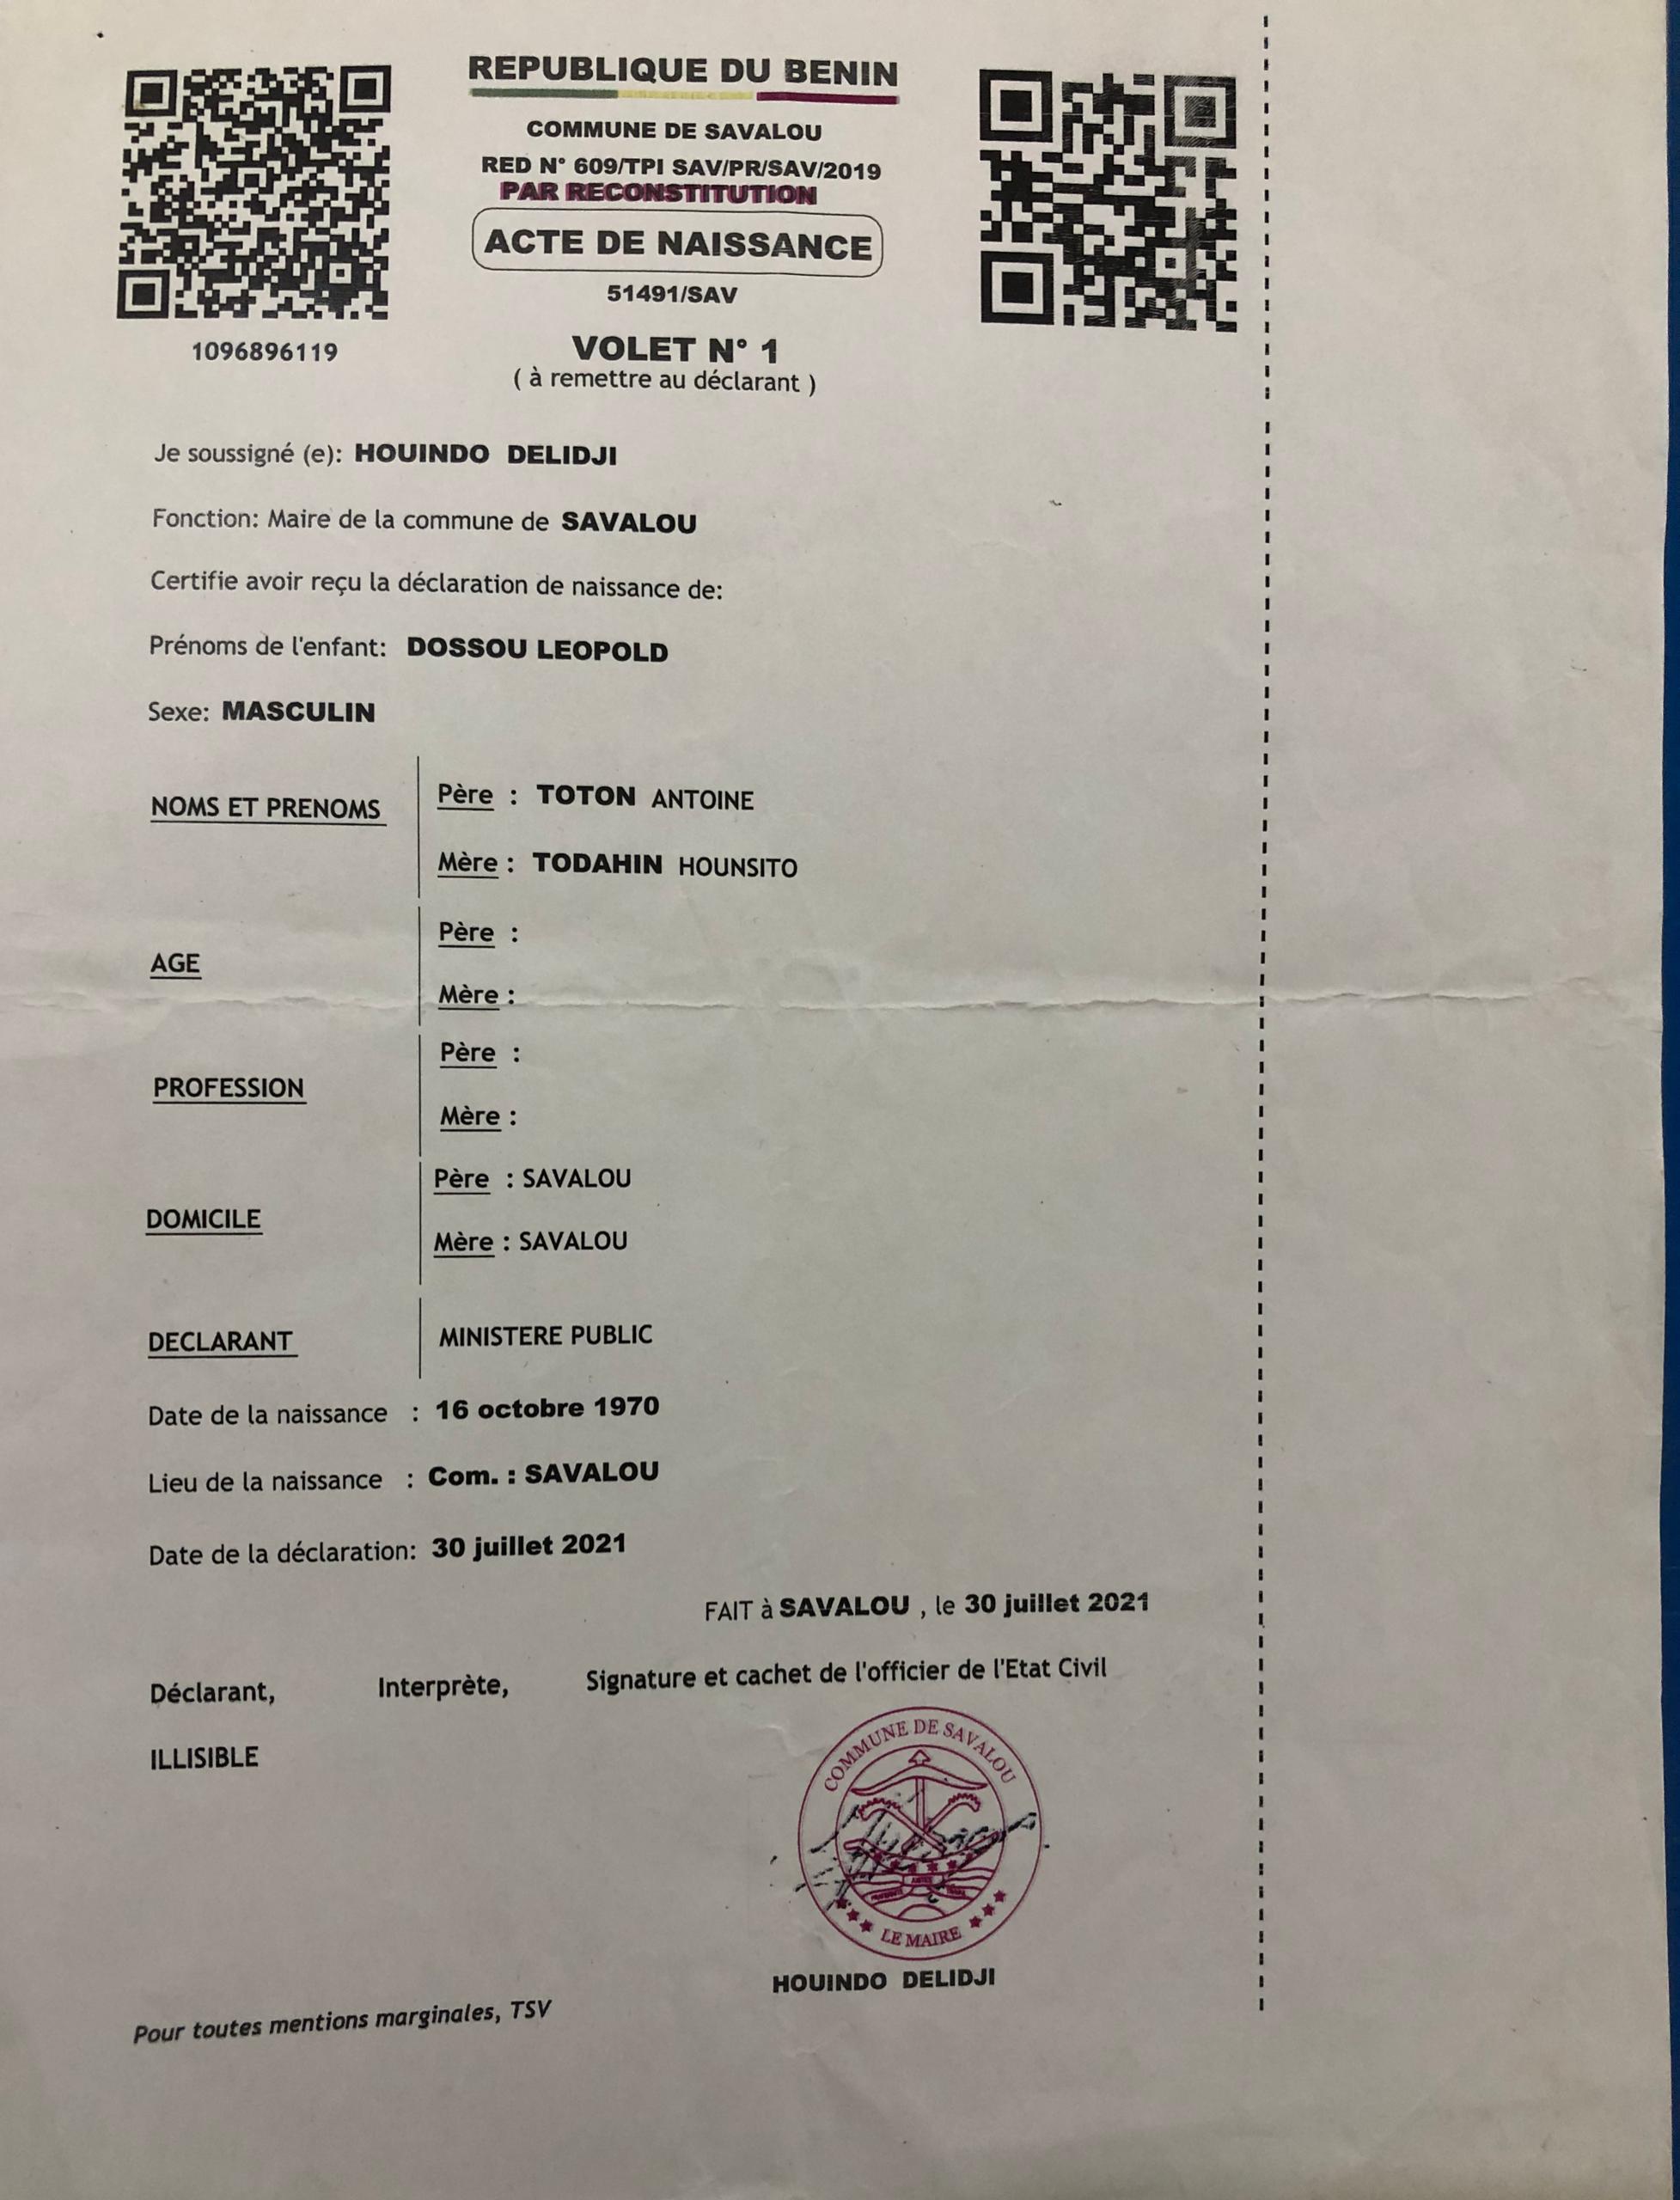 REPUBLIQUE DU BENIN
COMMUNE DE SAVALOU
RED N° 609/TPI SAV/PR/SAV/2019
PAR RECONSTITUTION
ACTE DE NAISSANCE
51491/SAV
1096896119
VOLET N° 1
( à remettre au déclarant )
Je soussigné (e): HOUINDO DELIDJI
Fonction: Maire de la commune de SAVALOU
Certifie avoir reçu la déclaration de naissance de:
Prénoms de l'enfant: DOSSOU LEOPOLD
Sexe: MASCULIN
NOMS ET PRENOMS
Père : TOTON ANTOINE
Mère : TODAHIN HOUNSITO
AGE
Père :
Mère :
PROFESSION
Père :
Mère :
DOMICILE
Père : SAVALOU
Mère : SAVALOU
DECLARANT
MINISTERE PUBLIC
Date de la naissance : 16 octobre 1970
Lieu de la naissance : Com. : SAVALOU
Date de la déclaration: 30 juillet 2021
FAIT à SAVALOU , le 30 juillet 2021
Déclarant, Interprète, Signature et cachet de l'officier de l'Etat Civil
ILLISIBLE
COMMUNE DE SAVALOU
LE MAIRE
HOUINDO DELIDJI
Pour toutes mentions marginales, TSV